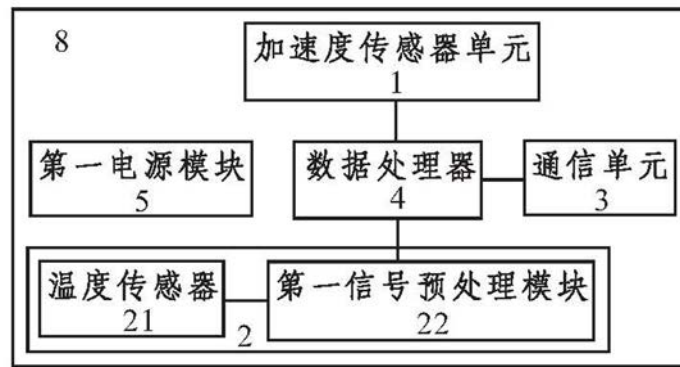 8
加速度传感器单元
1
第一电源模块
5
数据处理器
4
通信单元
3
温度传感器
21
2
第一信号预处理模块
22